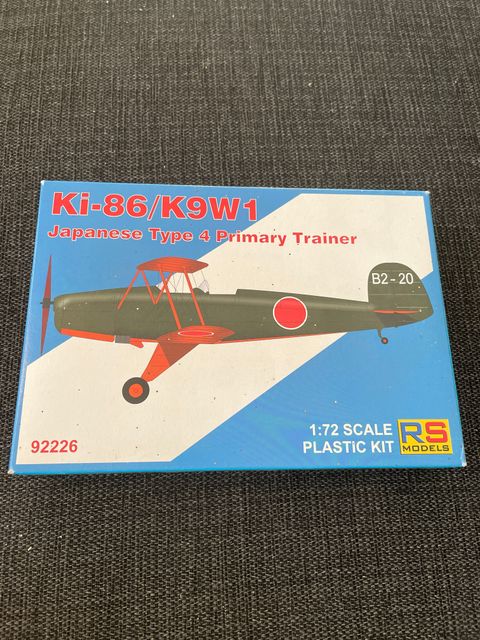 Ki-86/K9W1
Japanese Type 4 Primary Trainer
B2-20
92226
1:72 SCALE
PLASTIC KIT
RS
MODELS